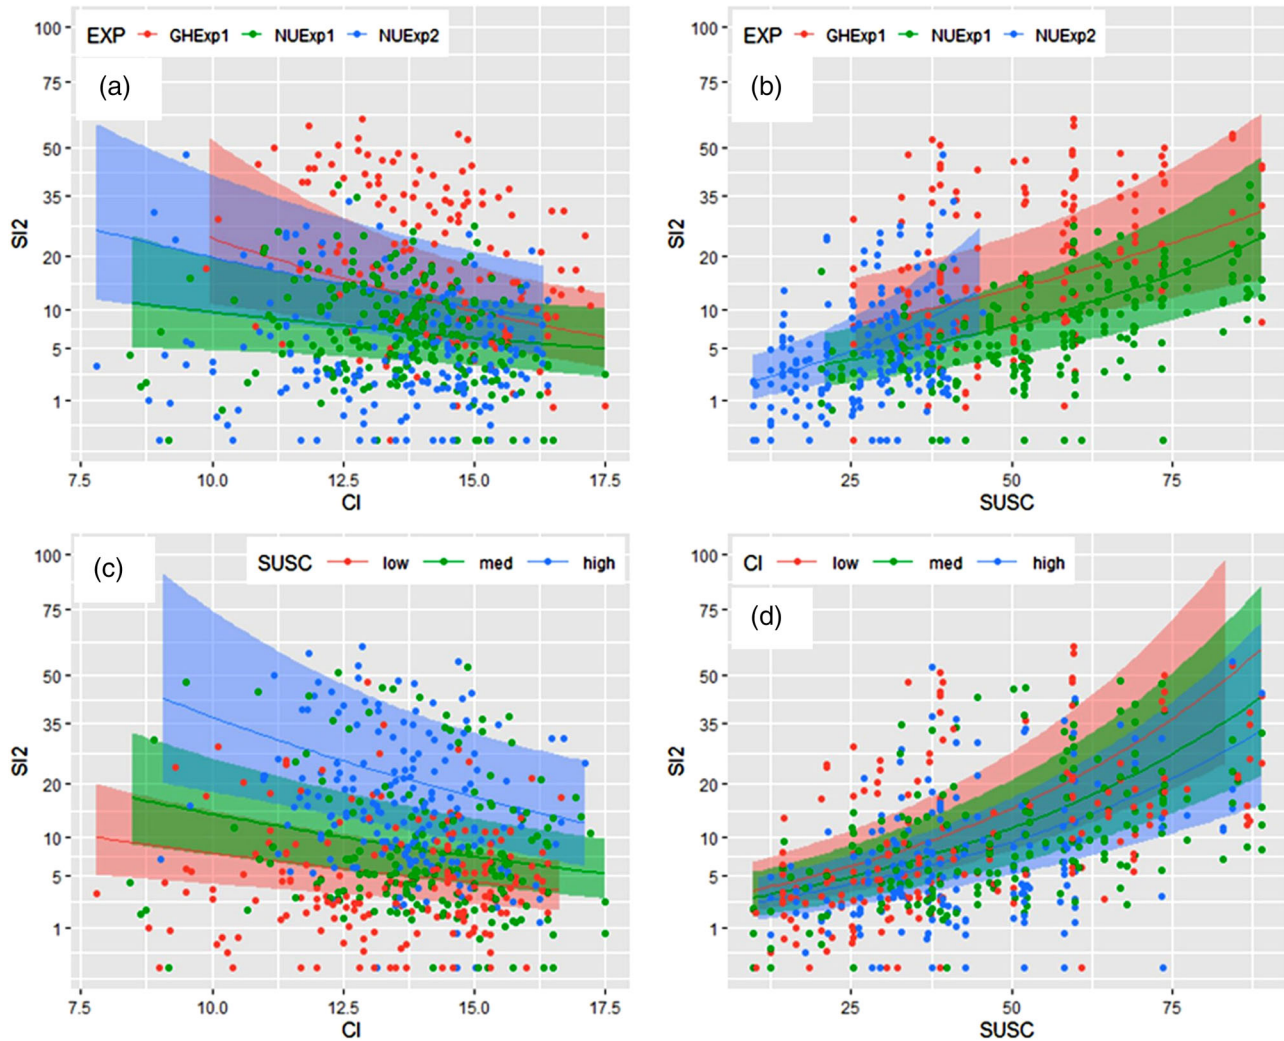 EXP GHExp1 NUExp1 NUExp2
(a)
100
75
50
35
20
10
5
1
SI2
7.5 10.0 12.5 15.0 17.5
CI
EXP GHExp1 NUExp1 NUExp2
(b)
100
75
50
35
20
10
5
1
SI2
25 50 75
SUSC
SUSC low med high
(c)
100
75
50
35
20
10
5
1
SI2
7.5 10.0 12.5 15.0 17.5
CI
CI low med high
(d)
100
75
50
35
20
10
5
1
SI2
25 50 75
SUSC